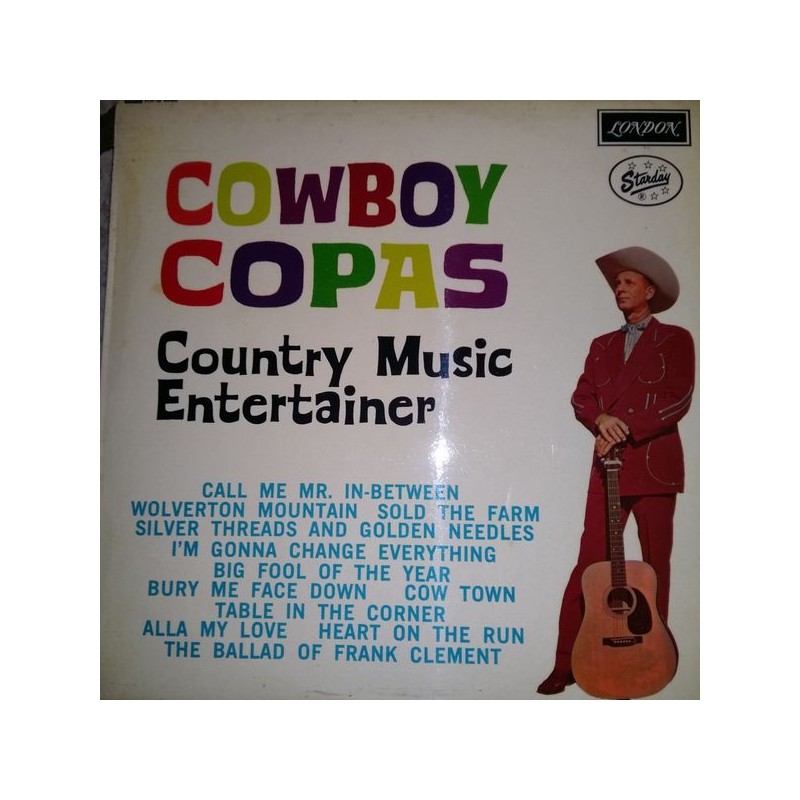 LONDON
Starday
®
COWBOY
COPAS
Country Music
Entertainer
CALL ME MR. IN-BETWEEN
WOLVERTON MOUNTAIN SOLD THE FARM
SILVER THREADS AND GOLDEN NEEDLES
I'M GONNA CHANGE EVERYTHING
BIG FOOL OF THE YEAR
BURY ME FACE DOWN COW TOWN
TABLE IN THE CORNER
ALLA MY LOVE HEART ON THE RUN
THE BALLAD OF FRANK CLEMENT